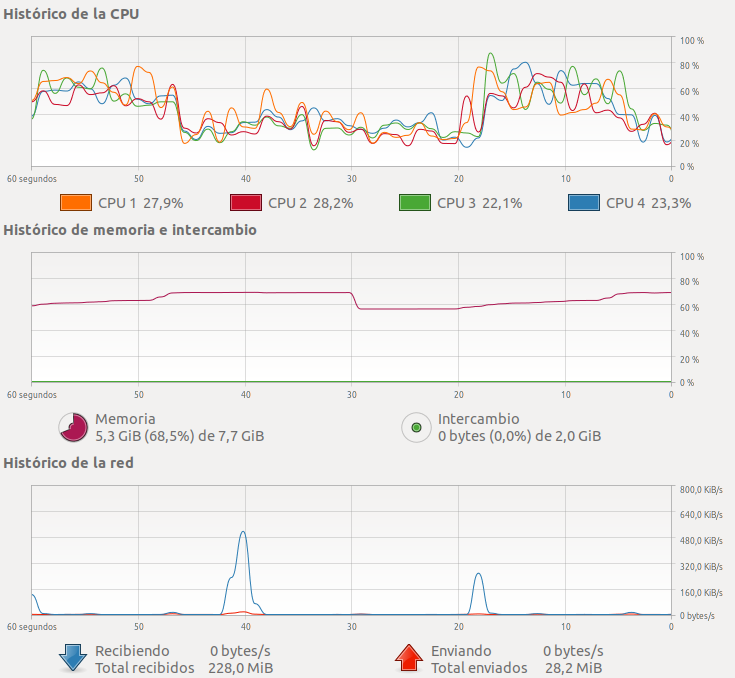 Histórico de la CPU
100 %
80 %
60 %
40 %
20 %
0 %
60 segundos 50 40 30 20 10 0
CPU 1 27,9% CPU 2 28,2% CPU 3 22,1% CPU 4 23,3%
Histórico de memoria e intercambio
100 %
80 %
60 %
40 %
20 %
0 %
60 segundos 50 40 30 20 10 0
Memoria
5,3 GiB (68,5%) de 7,7 GiB
Intercambio
0 bytes (0,0%) de 2,0 GiB
Histórico de la red
800,0 KiB/s
640,0 KiB/s
480,0 KiB/s
320,0 KiB/s
160,0 KiB/s
0 bytes/s
60 segundos 50 40 30 20 10 0
Recibiendo 0 bytes/s
Total recibidos 228,0 MiB
Enviando 0 bytes/s
Total enviados 28,2 MiB